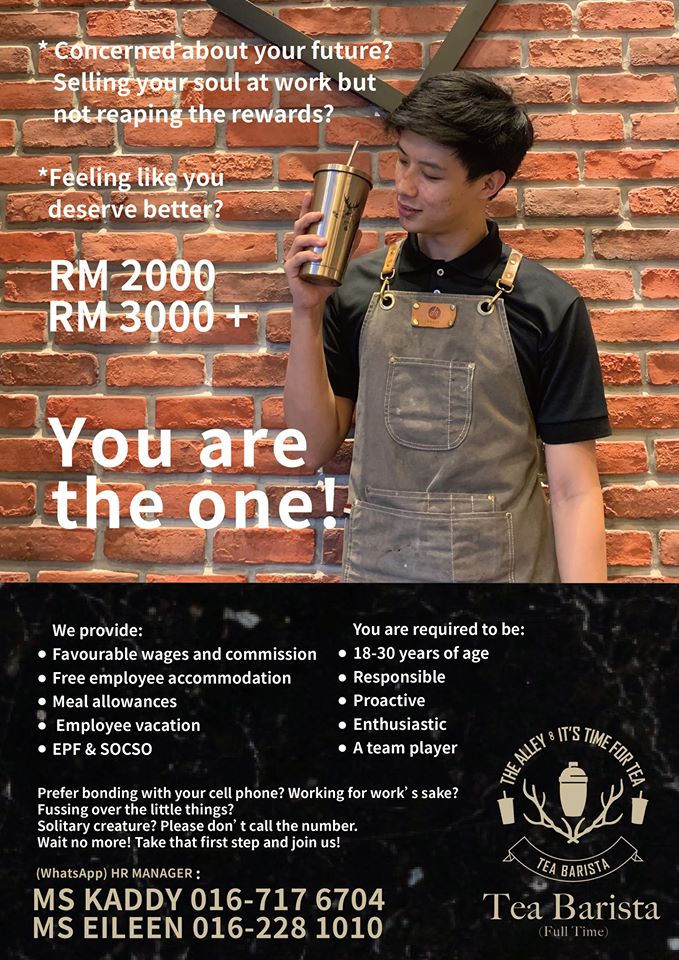 * Concerned about your future?
Selling your soul at work but
not reaping the rewards?
*Feeling like you
deserve better?
RM 2000
RM 3000 +
You are
the one!
We provide:
● Favourable wages and commission
● Free employee accommodation
● Meal allowances
● Employee vacation
● EPF & SOCSO
You are required to be:
● 18-30 years of age
● Responsible
● Proactive
● Enthusiastic
● A team player
Prefer bonding with your cell phone? Working for work's sake?
Fussing over the little things?
Solitary creature? Please don't call the number.
Wait no more! Take that first step and join us!
(WhatsApp) HR MANAGER :
MS KADDY 016-717 6704
MS EILEEN 016-228 1010
THE ALLEY 8 IT'S TIME FOR TEA
TEA BARISTA
Tea Barista
(Full Time)